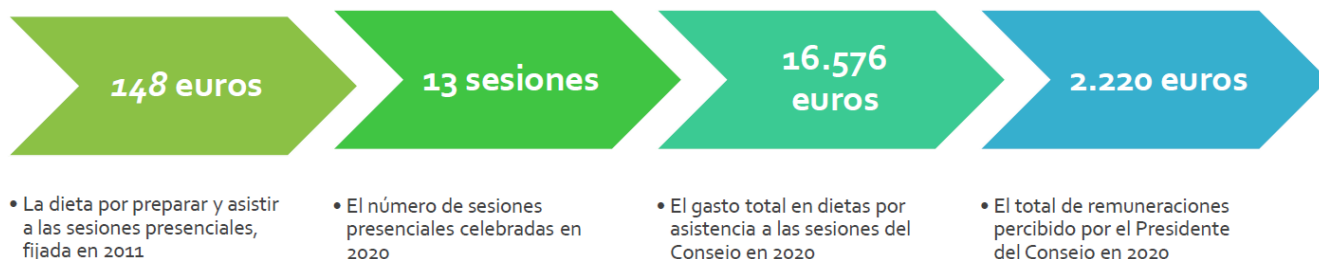 148 euros
13 sesiones
16.576
euros
2.220 euros
• La dieta por preparar y asistir
a las sesiones presenciales,
fijada en 2011
• El número de sesiones
presenciales celebradas en
2020
• El gasto total en dietas por
asistencia a las sesiones del
Consejo en 2020
• El total de remuneraciones
percibido por el Presidente
del Consejo en 2020